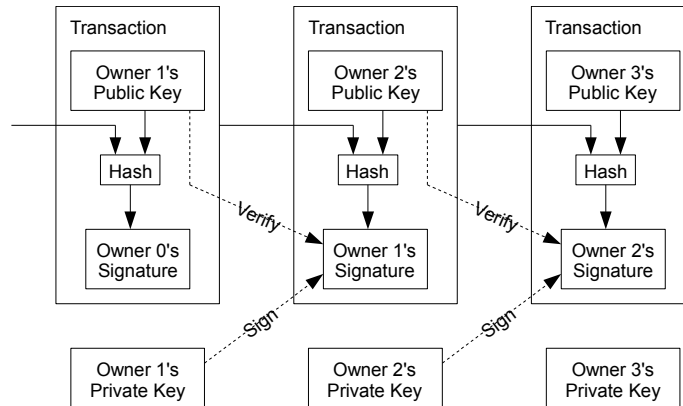 Transaction
Owner 1's
Public Key
Hash
Owner 0's
Signature
Transaction
Owner 2's
Public Key
Hash
Verify
Owner 1's
Signature
Transaction
Owner 3's
Public Key
Hash
Verify
Owner 2's
Signature
Sign
Sign
Owner 1's
Private Key
Owner 2's
Private Key
Owner 3's
Private Key